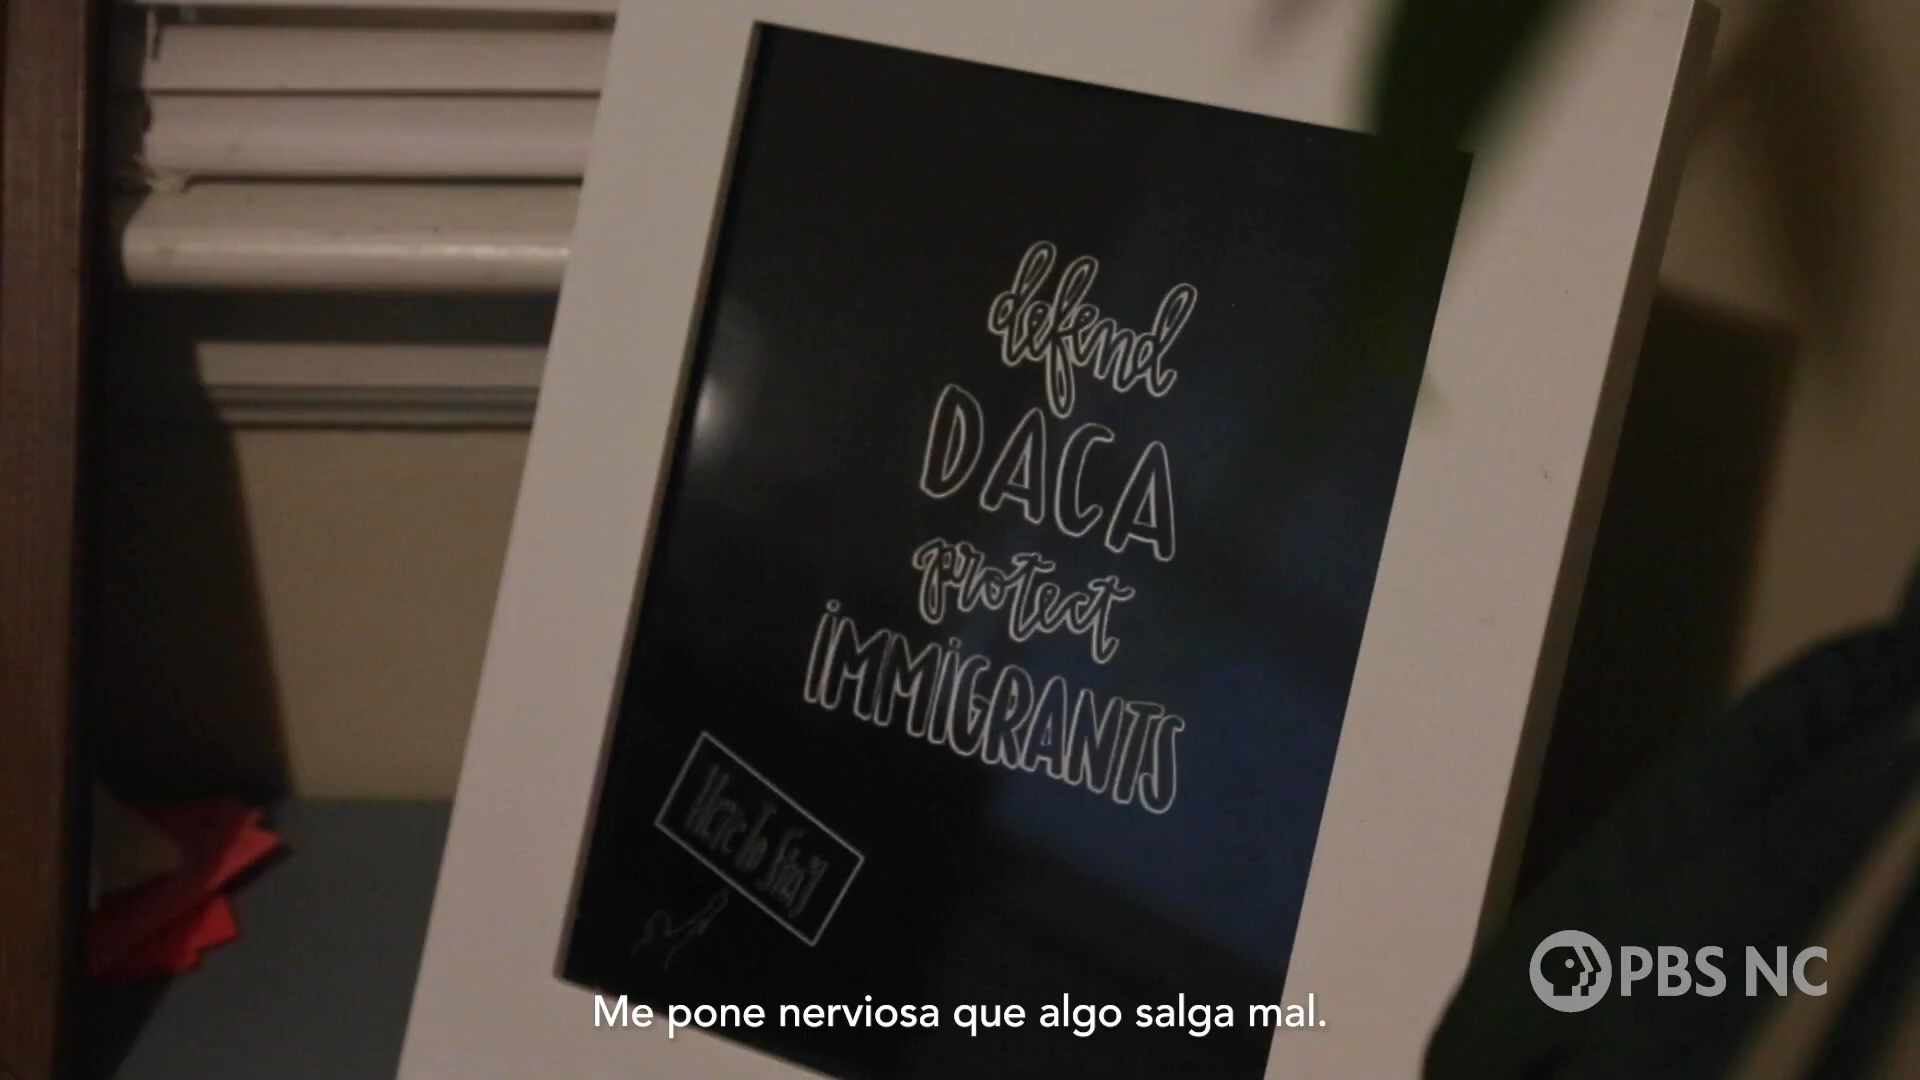 defend
DACA
protect
iMMiGRANTS
Here To Stay!
PBS NC
Me pone nerviosa que algo salga mal.